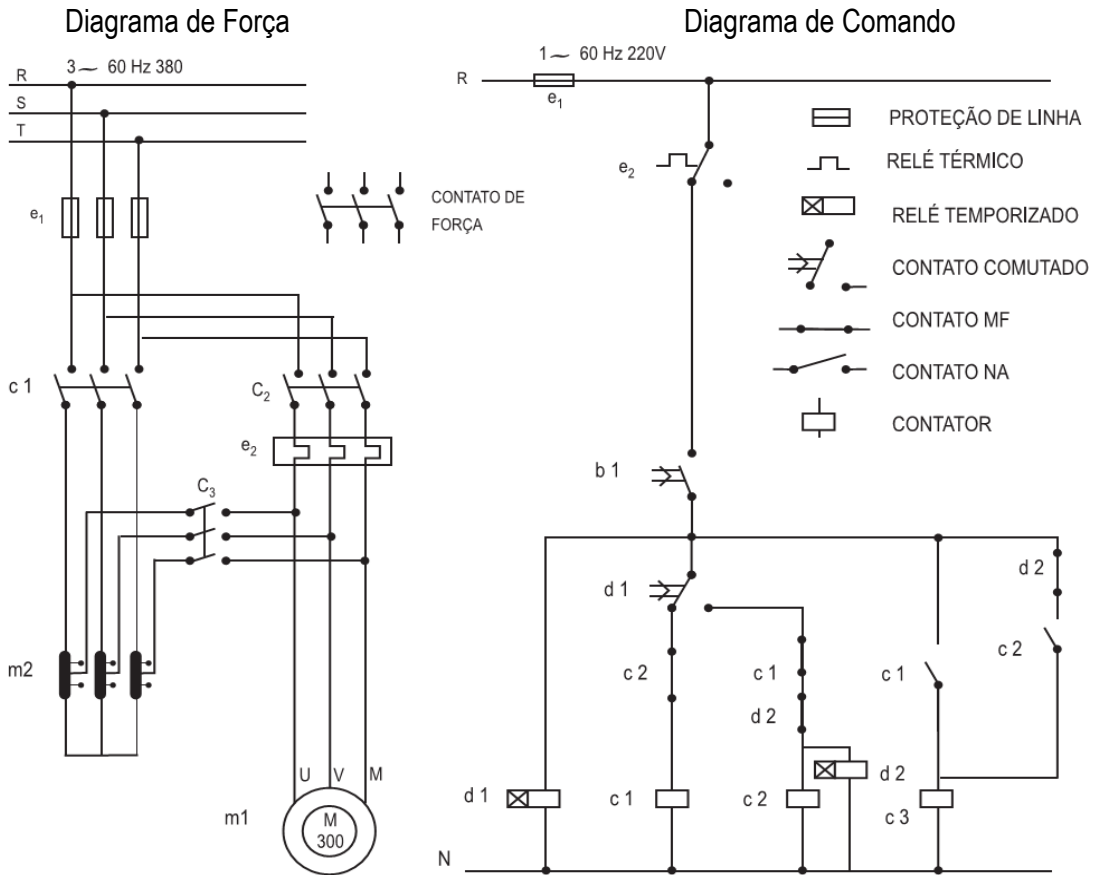 Diagrama de Força
3~ 60 Hz 380
R
S
T
e1
CONTATO DE
FORÇA
c 1
C2
e2
C3
m2
U V M
m1
M
300
Diagrama de Comando
1~ 60 Hz 220V
R
e1
PROTEÇÃO DE LINHA
e2
RELÉ TÉRMICO
RELÉ TEMPORIZADO
CONTATO COMUTADO
CONTATO MF
CONTATO NA
CONTATOR
b 1
d 1
d 2
c 2
c 2
c 1
c 1
d 2
d 2
d 1
c 1
c 2
c 3
N